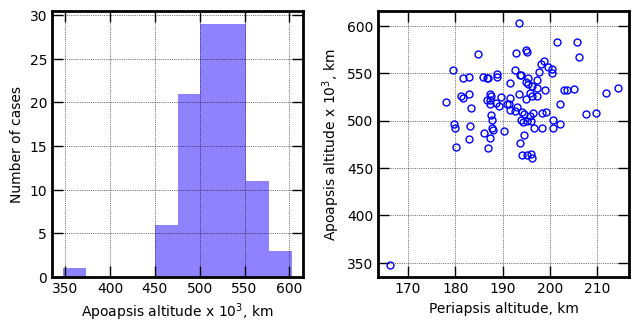 30
25
20
15
10
5
0
Number of cases
350 400 450 500 550 600
Apoapsis altitude x 10³, km
600
550
500
450
400
350
Apoapsis altitude x 10³, km
170 180 190 200 210
Periapsis altitude, km